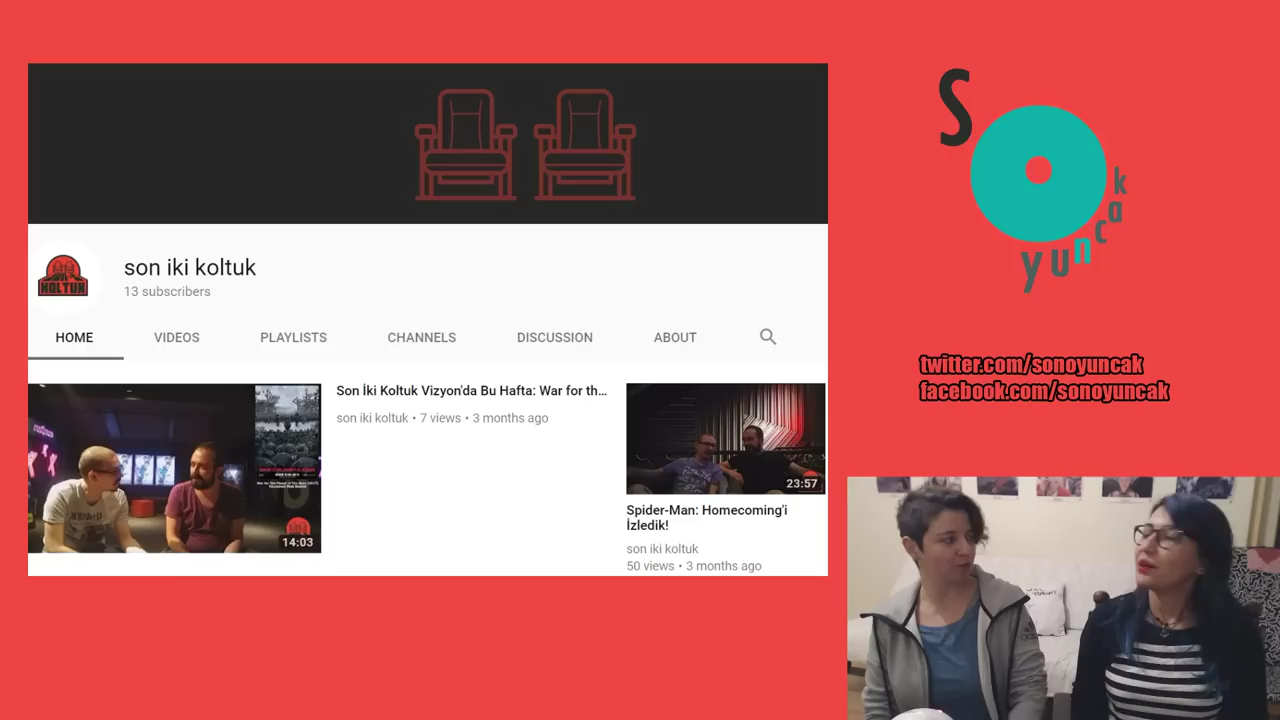 son iki koltuk
13 subscribers
HOME VIDEOS PLAYLISTS CHANNELS DISCUSSION ABOUT
KOLTUK
14:03
Son İki Koltuk Vizyon'da Bu Hafta: War for th...
son iki koltuk • 7 views • 3 months ago
23:57
Spider-Man: Homecoming'i
İzledik!
son iki koltuk
50 views • 3 months ago
S
yuncak
twitter.com/sonoyuncak
facebook.com/sonoyuncak